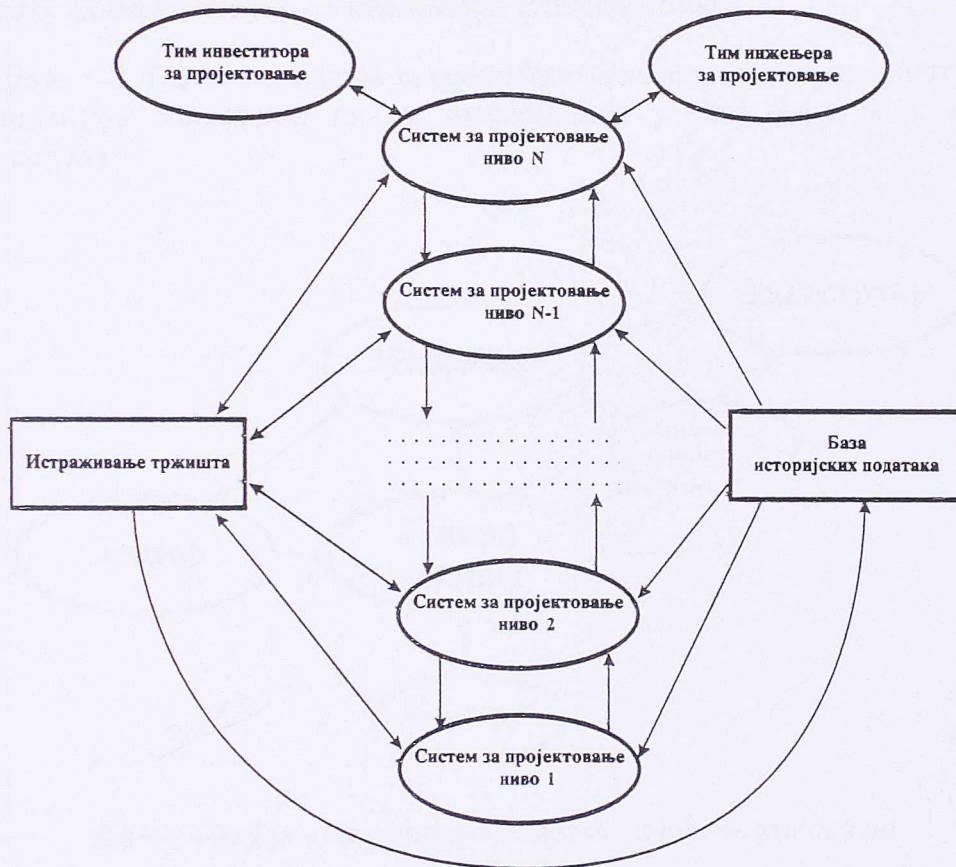 Тим инвеститора
за пројектовање
Тим инжењера
за пројектовање
Систем за пројектовање
ниво N
Систем за пројектовање
ниво N-1
Истраживање тржишта
База
историјских података
Систем за пројектовање
ниво 2
Систем за пројектовање
ниво 1